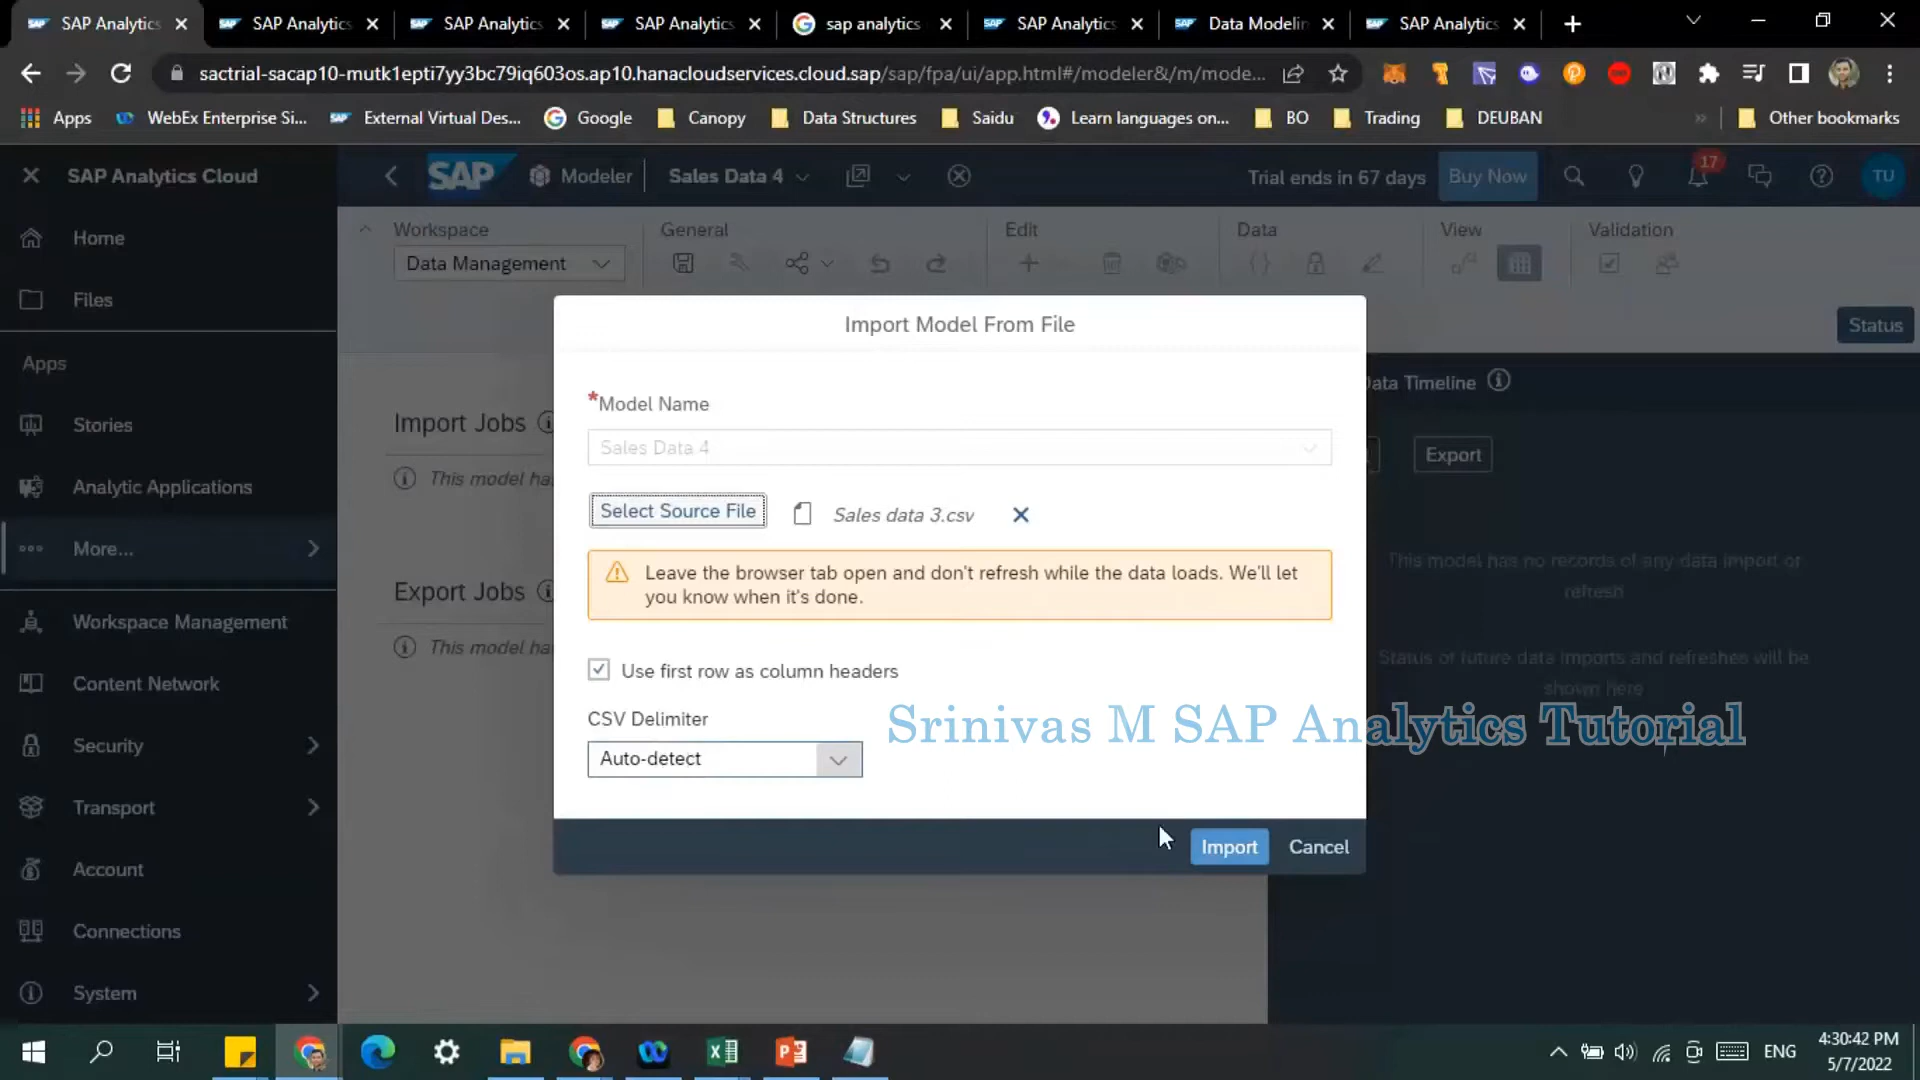 SAP Analytics
SAP Analytics
SAP Analytics
SAP Analytics
sap analytics
SAP Analytics
Data Modelin
SAP Analytics
sactrial-sacap10-mutk1epti7yy3bc79iq603os.ap10.hanacloudservices.cloud.sap/sap/fpa/ui/app.html#/modeler&/m/mode...
Apps
WebEx Enterprise Si...
External Virtual Des...
Google
Canopy
Data Structures
Saidu
Learn languages on...
BO
Trading
DEUBAN
»
Other bookmarks
SAP Analytics Cloud
SAP
Modeler
Sales Data 4
Trial ends in 67 days
Buy Now
17
TU
Home
Files
Apps
Stories
Analytic Applications
More...
Workspace Management
Content Network
Security
Transport
Account
Connections
System
Workspace
General
Edit
Data
View
Validation
Data Management
Status
Import Jobs
This model ha
Export Jobs
This model ha
Data Timeline
Export
This model has no records of any data import or
refresh
Status of future data imports and refreshes will be
shown here
Import Model From File
*Model Name
Sales Data 4
Select Source File
Sales data 3.csv
Leave the browser tab open and don't refresh while the data loads. We'll let
you know when it's done.
Use first row as column headers
CSV Delimiter
Auto-detect
Srinivas M SAP Analytics Tutorial
Import
Cancel
ENG
4:30:42 PM
5/7/2022